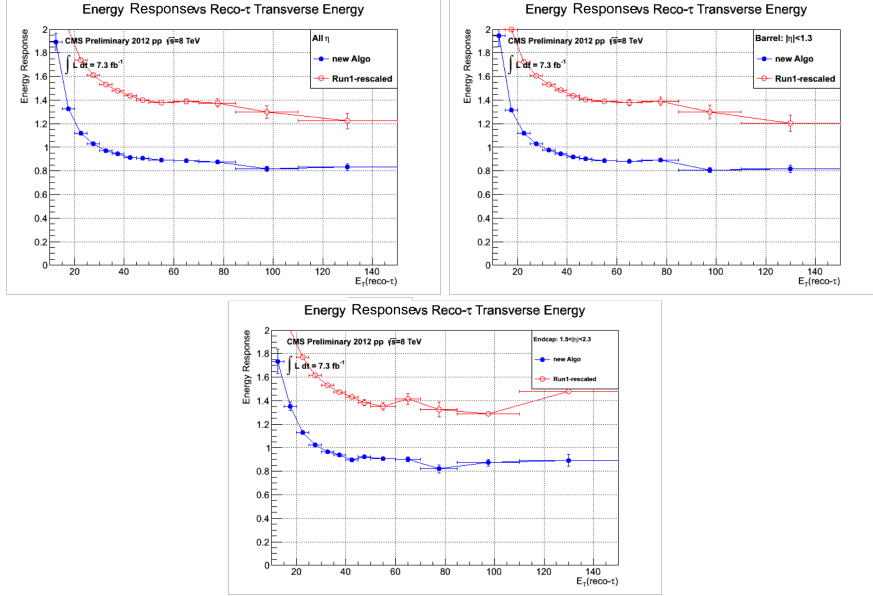 Energy Response vs Reco-τ Transverse Energy
Energy Response
2
1.8
1.6
1.4
1.2
1
0.8
0.6
0.4
0.2
0
CMS Preliminary 2012 pp √s=8 TeV
∫ L dt = 7.3 fb⁻¹
All η
new Algo
Run1-rescaled
20 40 60 80 100 120 140
E_T(reco-τ)
Energy Response vs Reco-τ Transverse Energy
Energy Response
2
1.8
1.6
1.4
1.2
1
0.8
0.6
0.4
0.2
0
CMS Preliminary 2012 pp √s=8 TeV
∫ L dt = 7.3 fb⁻¹
Barrel: |η|<1.3
new Algo
Run1-rescaled
20 40 60 80 100 120 140
E_T(reco-τ)
Energy Response vs Reco-τ Transverse Energy
Energy Response
2
1.8
1.6
1.4
1.2
1
0.8
0.6
0.4
0.2
0
CMS Preliminary 2012 pp √s=8 TeV
∫ L dt = 7.3 fb⁻¹
Endcap: 1.5<|η|<2.3
new Algo
Run1-rescaled
20 40 60 80 100 120 140
E_T(reco-τ)